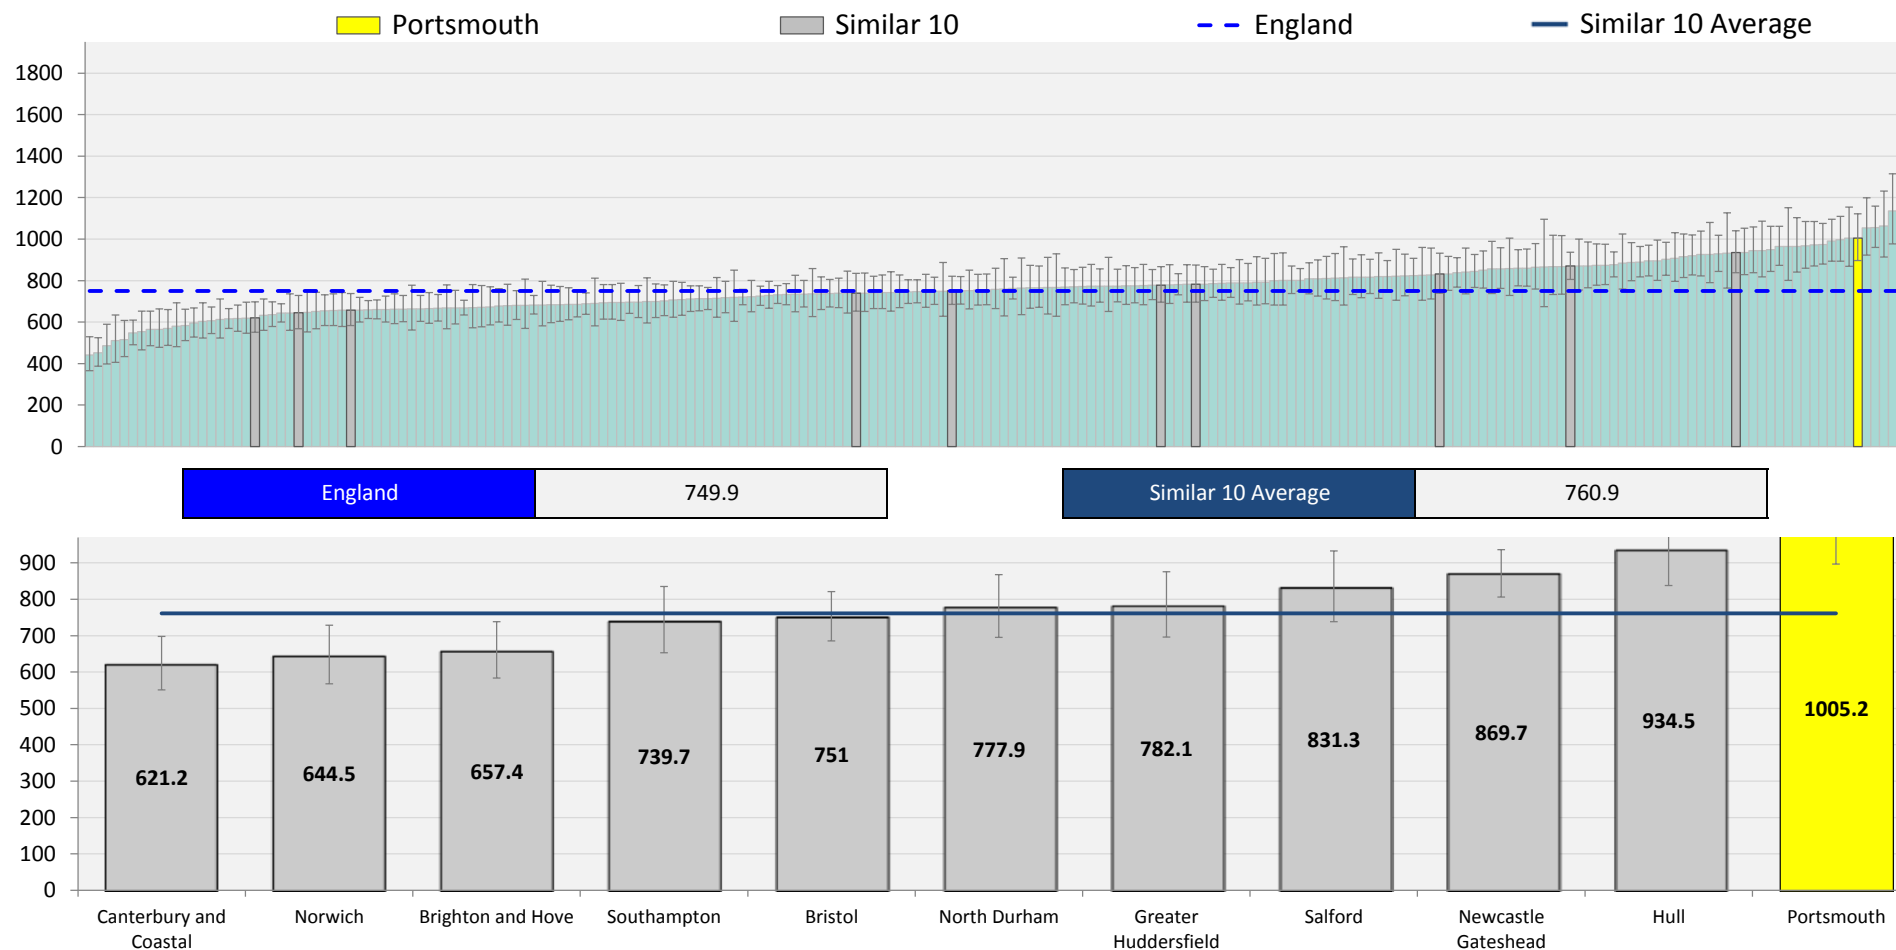 Portsmouth
Similar 10
England
Similar 10 Average
1800
1600
1400
1200
1000
800
600
400
200
0
England
749.9
Similar 10 Average
760.9
900
800
700
600
500
400
300
200
100
0
621.2
644.5
657.4
739.7
751
777.9
782.1
831.3
869.7
934.5
1005.2
Canterbury and
Coastal
Norwich
Brighton and Hove
Southampton
Bristol
North Durham
Greater
Huddersfield
Salford
Newcastle
Gateshead
Hull
Portsmouth